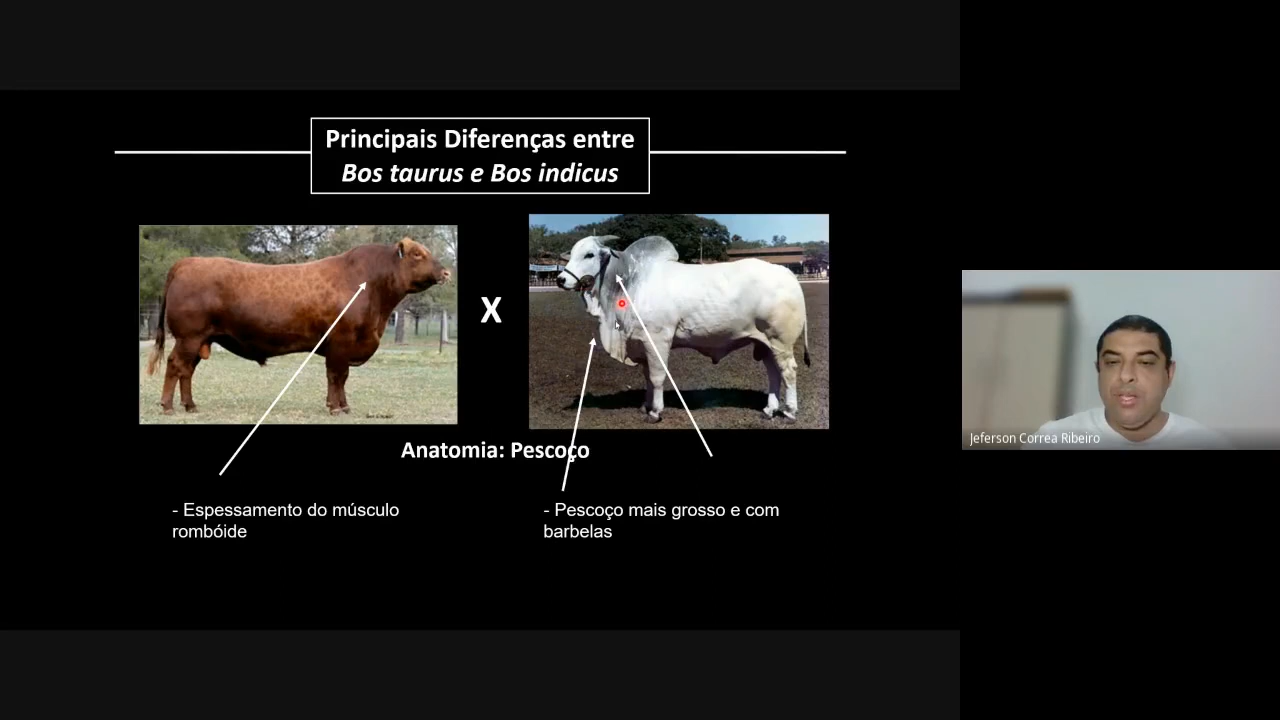 Principais Diferenças entre
Bos taurus e Bos indicus
X
Anatomia: Pescoço
- Espessamento do músculo
rombóide
- Pescoço mais grosso e com
barbelas
Jeferson Correa Ribeiro